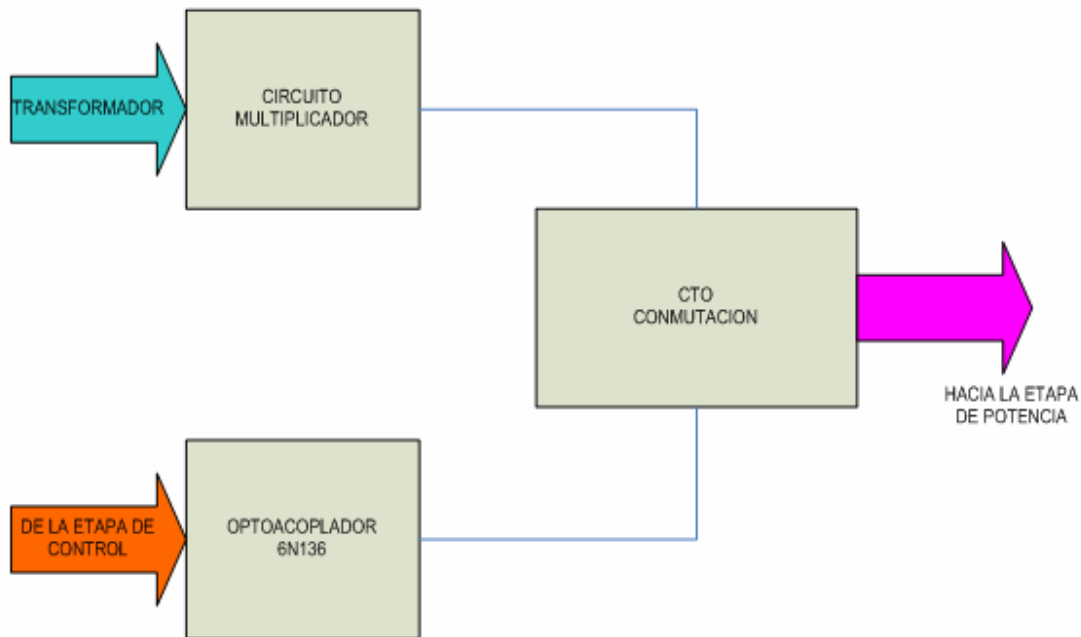 TRANSFORMADOR
CIRCUITO
MULTIPLICADOR
CTO
CONMUTACION
HACIA LA ETAPA
DE POTENCIA
DE LA ETAPA DE
CONTROL
OPTOACOPLADOR
6N136